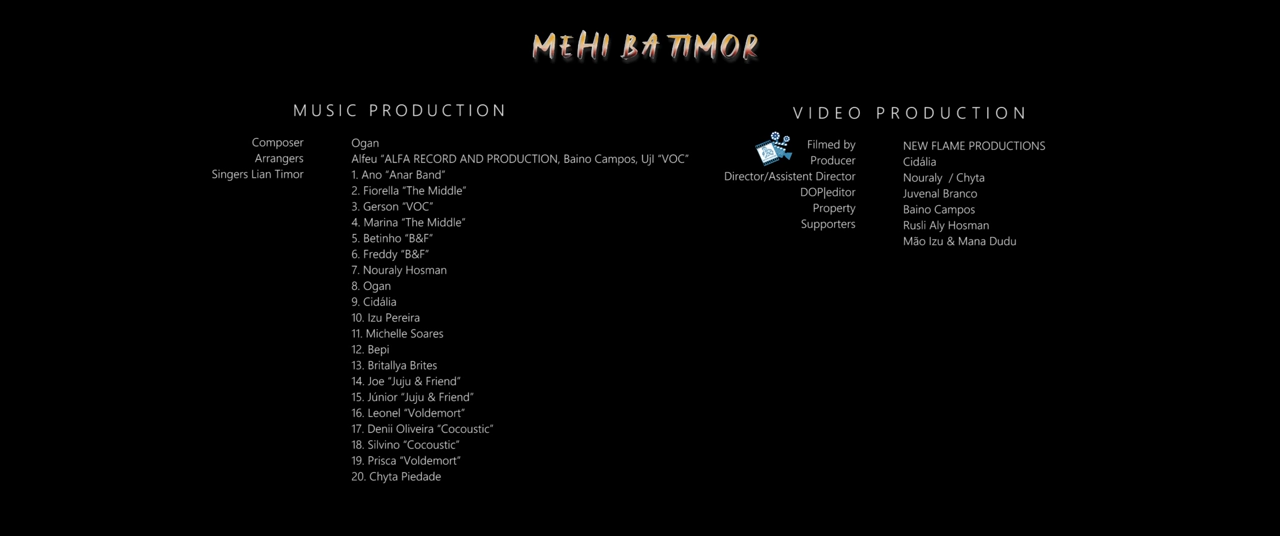 MEHI BA TIMOR
MUSIC PRODUCTION
Composer Ogan
Arrangers Alfeu "ALFA RECORD AND PRODUCTION, Baino Campos, UjI "VOC"
Singers Lian Timor 1. Ano "Anar Band"
2. Fiorella "The Middle"
3. Gerson "VOC"
4. Marina "The Middle"
5. Betinho "B&F"
6. Freddy "B&F"
7. Nouraly Hosman
8. Ogan
9. Cidália
10. Izu Pereira
11. Michelle Soares
12. Bepi
13. Britallya Brites
14. Joe "Juju & Friend"
15. Júnior "Juju & Friend"
16. Leonel "Voldemort"
17. Denii Oliveira "Cocoustic"
18. Silvino "Cocoustic"
19. Prisca "Voldemort"
20. Chyta Piedade
VIDEO PRODUCTION
Filmed by NEW FLAME PRODUCTIONS
Producer Cidália
Director/Assistent Director Nouraly / Chyta
DOP|editor Juvenal Branco
Property Baino Campos
Supporters Rusli Aly Hosman
Mão Izu & Mana Dudu